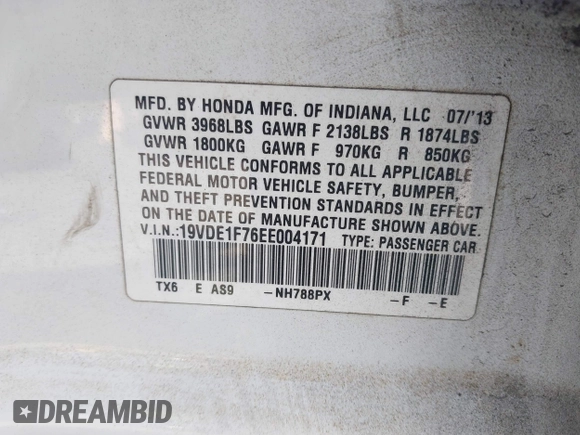 MFD. BY HONDA MFG. OF INDIANA, LLC 07/'13
GVWR 3968LBS GAWR F 2138LBS R 1874LBS
GVWR 1800KG GAWR F 970KG R 850KG
THIS VEHICLE CONFORMS TO ALL APPLICABLE
FEDERAL MOTOR VEHICLE SAFETY, BUMPER,
AND THEFT PREVENTION STANDARDS IN EFFECT
ON THE DATE OF MANUFACTURE SHOWN ABOVE.
V.I.N.:19VDE1F76EE004171 TYPE: PASSENGER CAR
TX6 E AS9 -NH788PX -F -E
DREAMBID